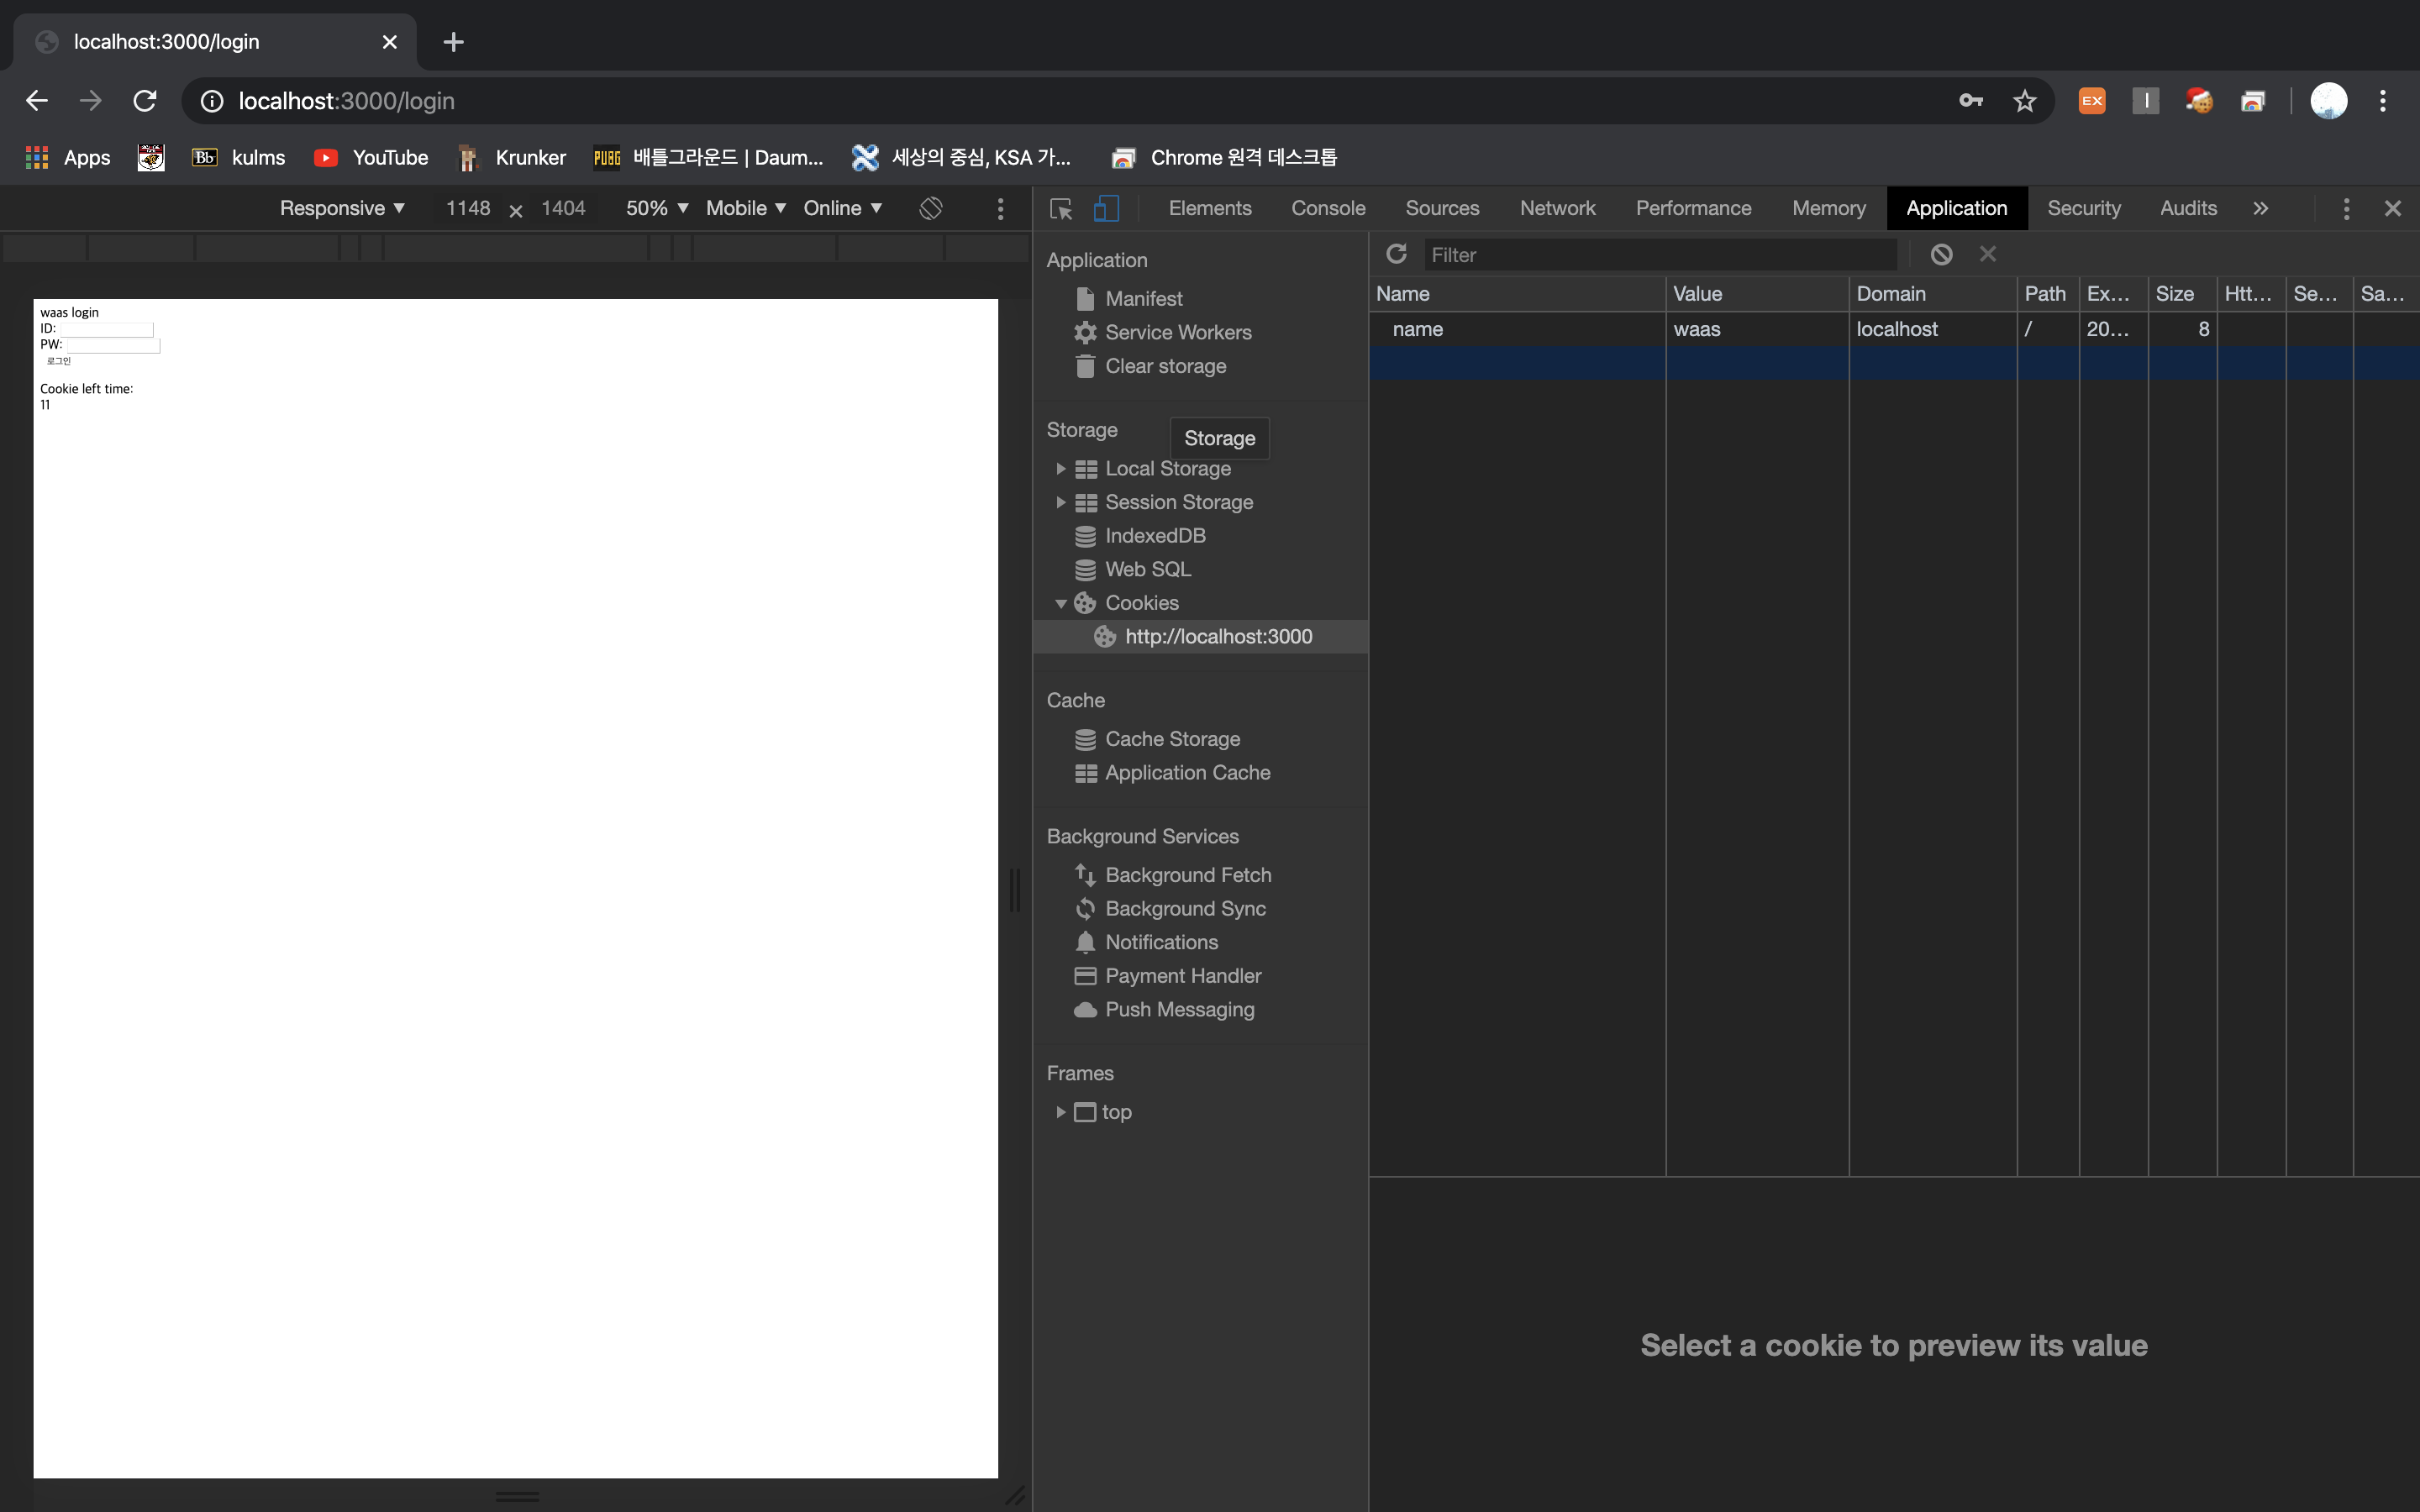 localhost:3000/login
localhost:3000/login
Apps
Bb kulms
YouTube
Krunker
PUBG 배틀그라운드 | Daum...
세상의 중심, KSA 가...
Chrome 원격 데스크톱
EX
I
Responsive 1148 × 1404 50% Mobile Online
waas login
ID:
PW:
로그인
Cookie left time:
11
Elements Console Sources Network Performance Memory Application Security Audits
Application
Manifest
Service Workers
Clear storage
Storage
Storage
Local Storage
Session Storage
IndexedDB
Web SQL
Cookies
http://localhost:3000
Cache
Cache Storage
Application Cache
Background Services
Background Fetch
Background Sync
Notifications
Payment Handler
Push Messaging
Frames
top
Filter
Name Value Domain Path Ex... Size Htt... Se... Sa...
name waas localhost / 20... 8
Select a cookie to preview its value